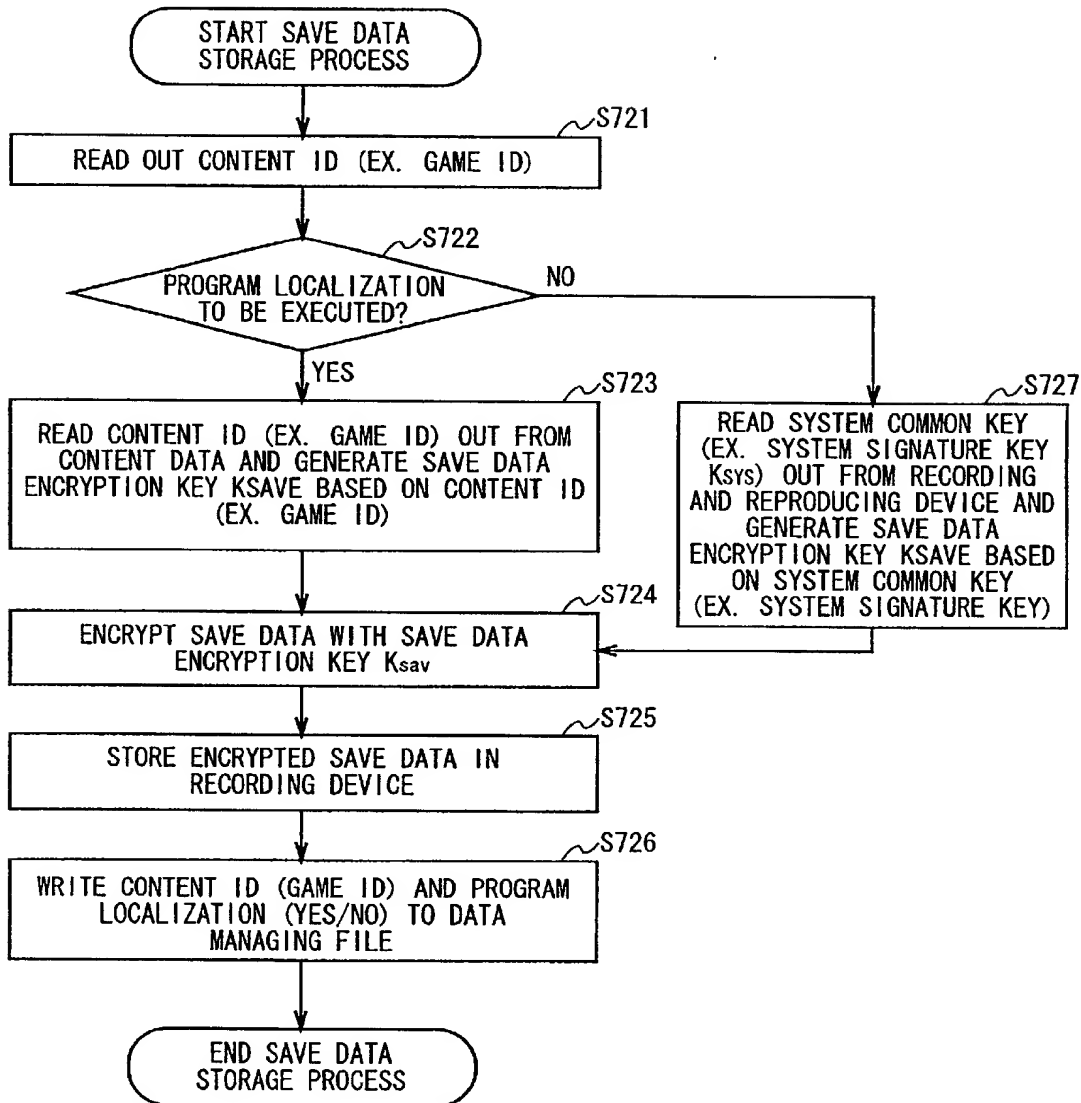 START SAVE DATA
STORAGE PROCESS
S721
READ OUT CONTENT ID (EX. GAME ID)
S722
PROGRAM LOCALIZATION
TO BE EXECUTED?
NO
YES
S723
READ CONTENT ID (EX. GAME ID) OUT FROM
CONTENT DATA AND GENERATE SAVE DATA
ENCRYPTION KEY KSAVE BASED ON CONTENT ID
(EX. GAME ID)
S727
READ SYSTEM COMMON KEY
(EX. SYSTEM SIGNATURE KEY
Ksys) OUT FROM RECORDING
AND REPRODUCING DEVICE AND
GENERATE SAVE DATA
ENCRYPTION KEY KSAVE BASED
ON SYSTEM COMMON KEY
(EX. SYSTEM SIGNATURE KEY)
S724
ENCRYPT SAVE DATA WITH SAVE DATA
ENCRYPTION KEY Ksav
S725
STORE ENCRYPTED SAVE DATA IN
RECORDING DEVICE
S726
WRITE CONTENT ID (GAME ID) AND PROGRAM
LOCALIZATION (YES/NO) TO DATA
MANAGING FILE
END SAVE DATA
STORAGE PROCESS